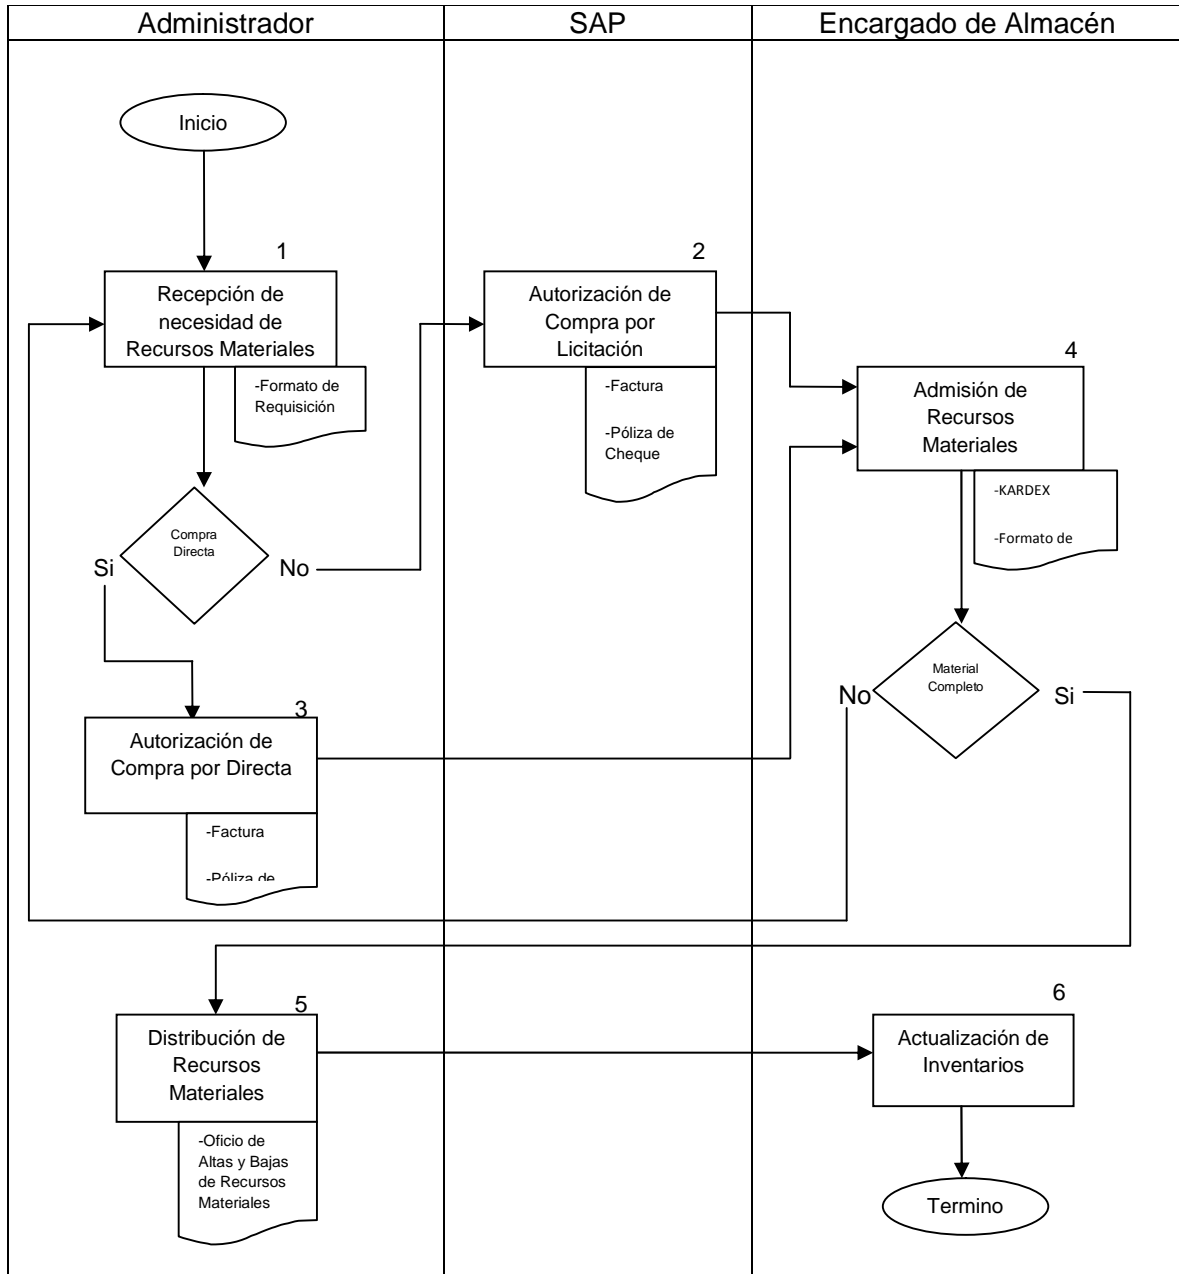 Administrador
SAP
Encargado de Almacén
Inicio
1
Recepción de
necesidad de
Recursos Materiales
-Formato de
Requisición
2
Autorización de
Compra por
Licitación
-Factura
-Póliza de
Cheque
4
Admisión de
Recursos
Materiales
-KARDEX
-Formato de
Compra
Directa
Si
No
Material
Completo
No
Si
3
Autorización de
Compra por Directa
-Factura
-Póliza de
5
Distribución de
Recursos
Materiales
-Oficio de
Altas y Bajas
de Recursos
Materiales
6
Actualización de
Inventarios
Termino